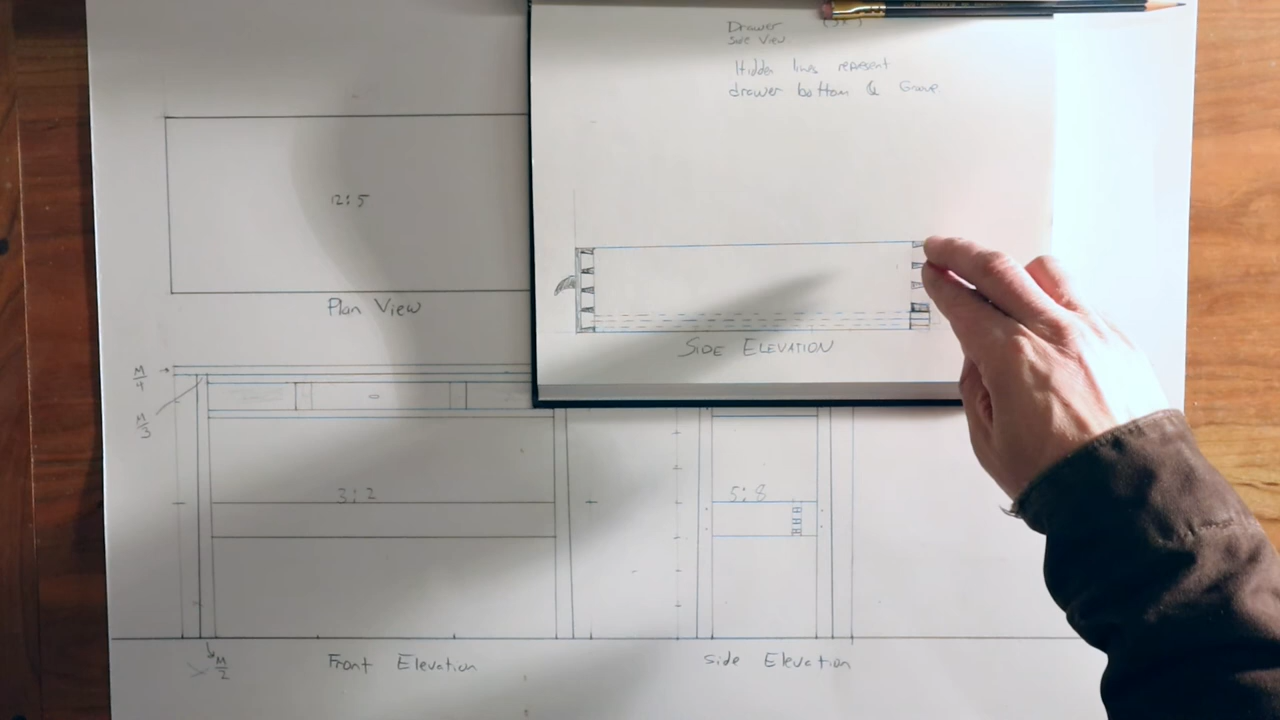 Drawer
Side View
Hidden lines represent
drawer bottom & Groove
12:5
Plan View
SIDE ELEVATION
M/4
M/3
3:2
5:8
M/2
Front Elevation
side Elevation